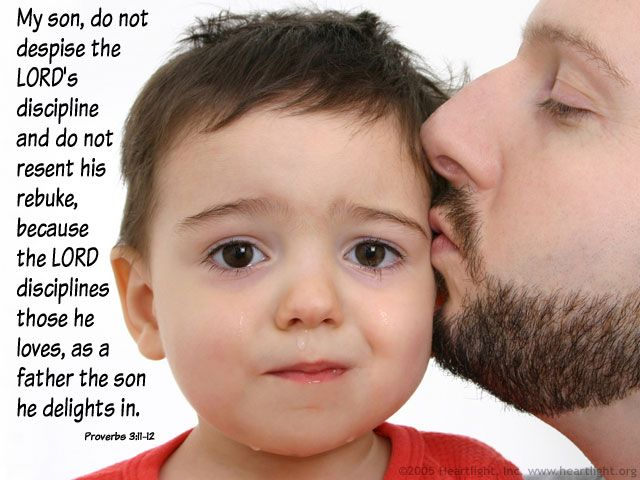 My son, do not
despise the
LORD's
discipline
and do not
resent his
rebuke,
because
the LORD
disciplines
those he
loves, as a
father the son
he delights in.
Proverbs 3:11-12
©2005 Heartlight, Inc. www.heartlight.org